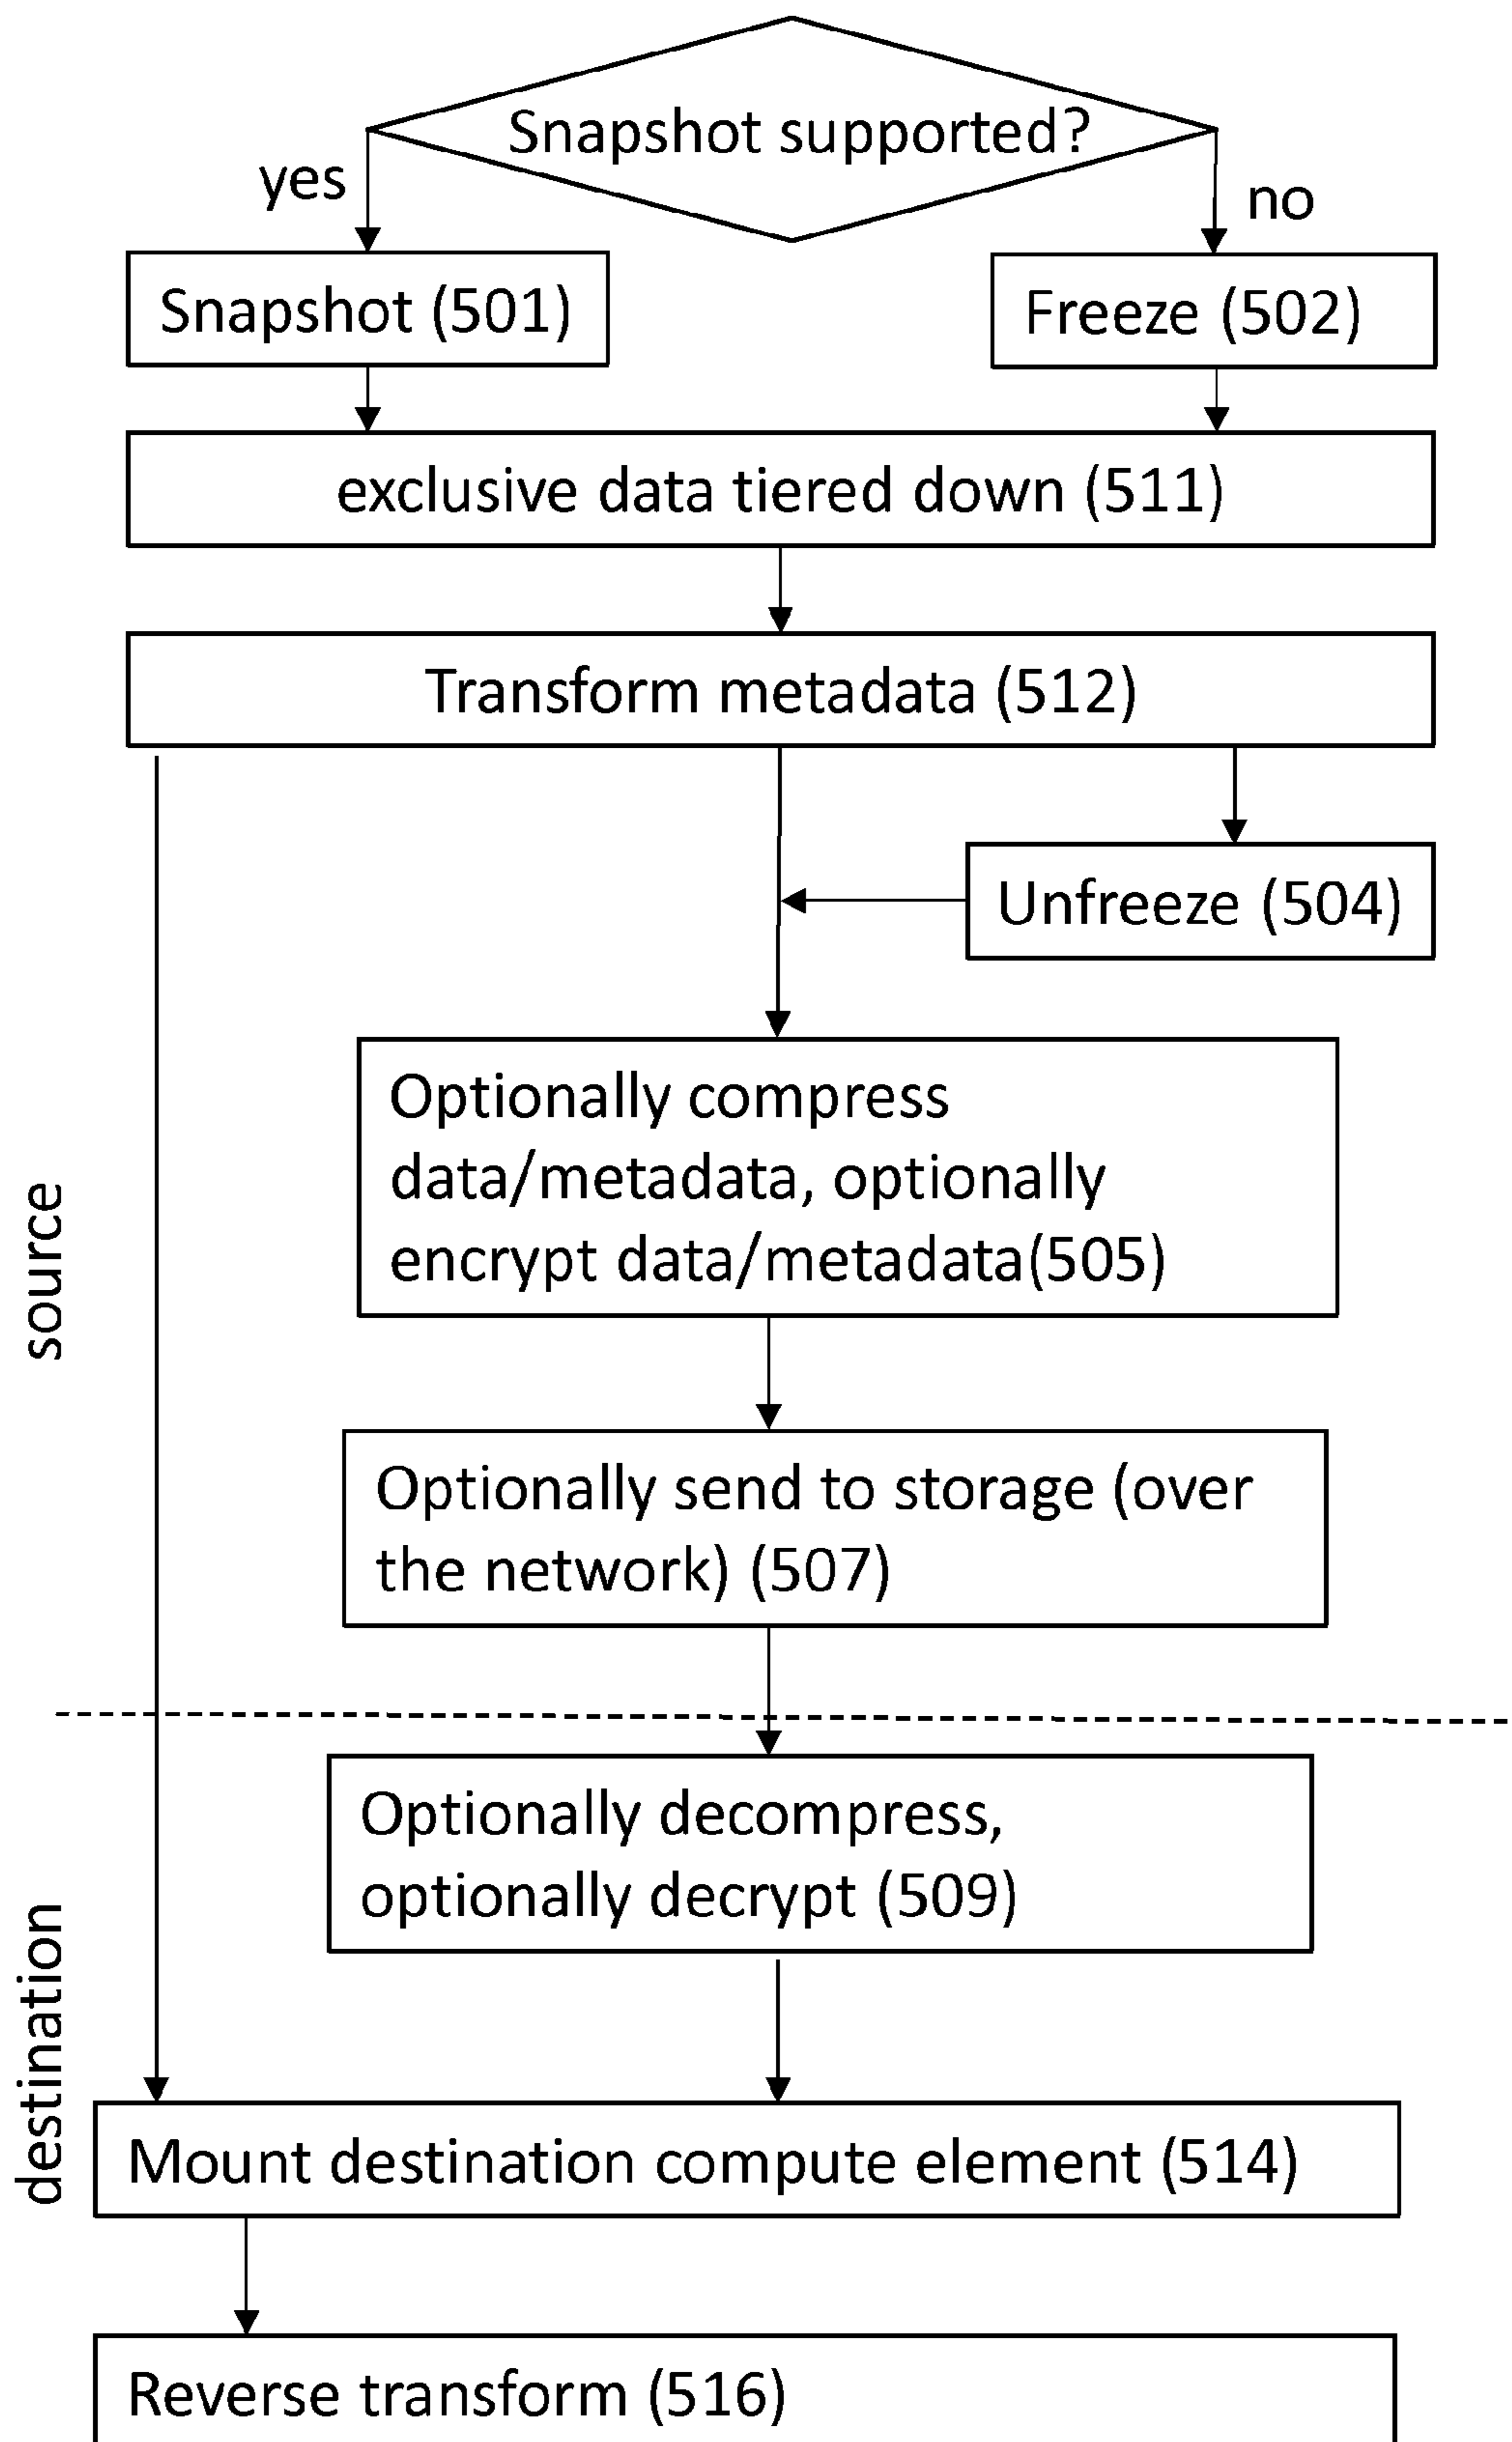 Snapshot supported?
yes
no
Snapshot (501)
Freeze (502)
exclusive data tiered down (511)
Transform metadata (512)
Unfreeze (504)
Optionally compress
data/metadata, optionally
encrypt data/metadata(505)
source
Optionally send to storage (over
the network) (507)
Optionally decompress,
optionally decrypt (509)
destination
Mount destination compute element (514)
Reverse transform (516)